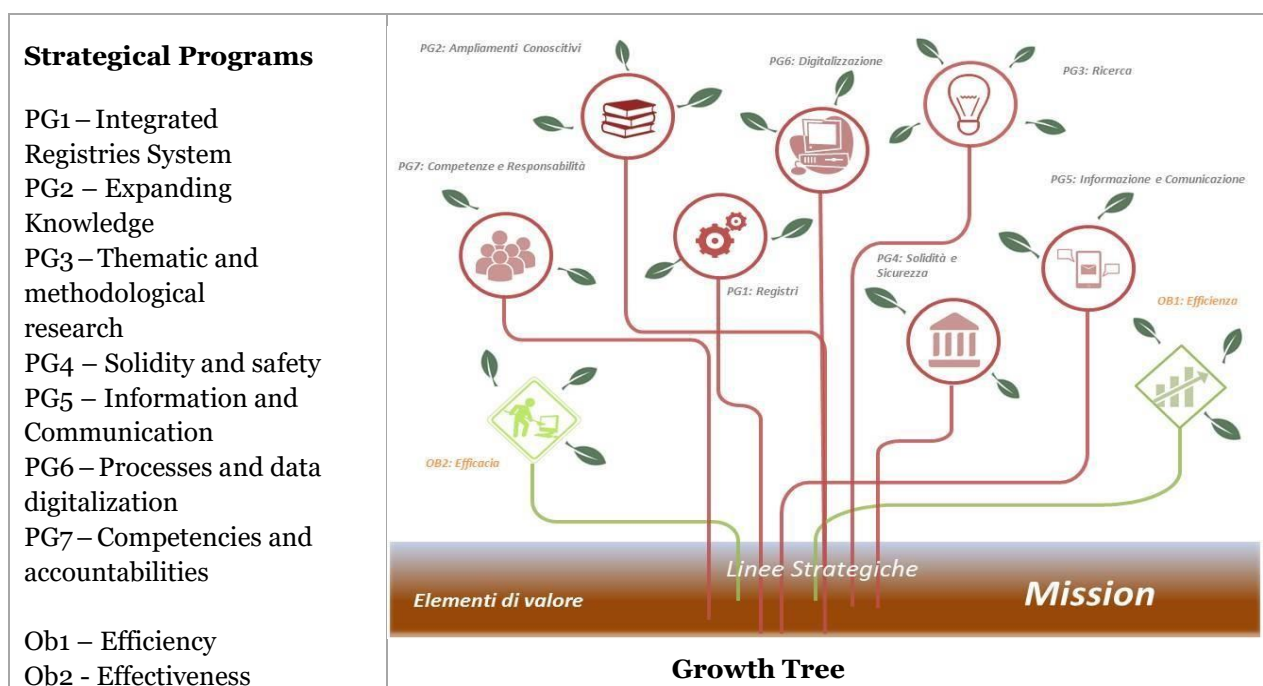 Strategical Programs
PG1 – Integrated
Registries System
PG2 – Expanding
Knowledge
PG3 – Thematic and
methodological
research
PG4 – Solidity and safety
PG5 – Information and
Communication
PG6 – Processes and data
digitalization
PG7 – Competencies and
accountabilities
Ob1 – Efficiency
Ob2 - Effectiveness
PG2: Ampliamenti Conoscitivi
PG6: Digitalizzazione
PG3: Ricerca
PG7: Competenze e Responsabilità
PG5: Informazione e Comunicazione
PG4: Solidità e
Sicurezza
PG1: Registri
OB1: Efficienza
OB2: Efficacia
Linee Strategiche
Elementi di valore
Mission
Growth Tree